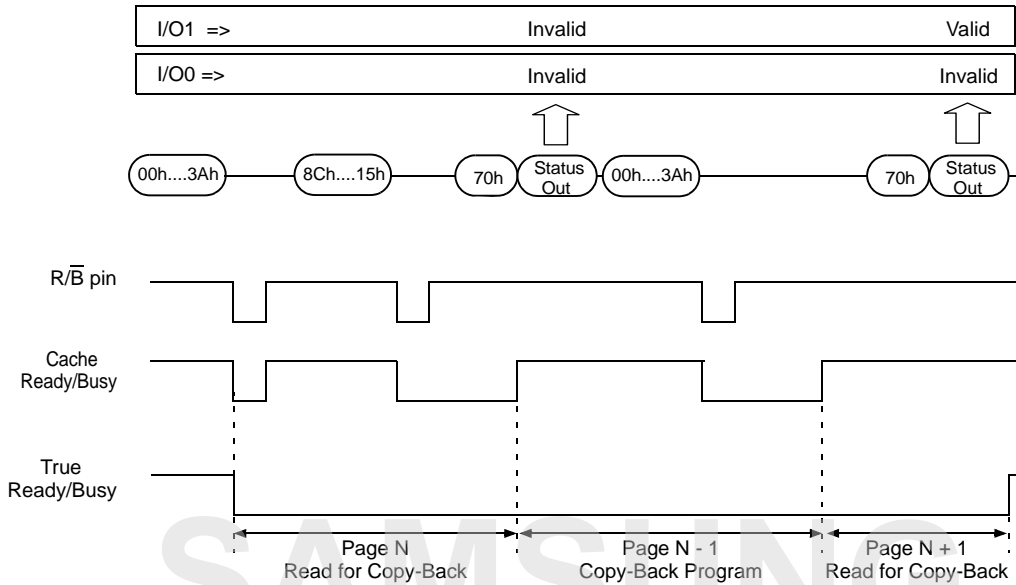 I/O1 => Invalid Valid
I/O0 => Invalid Invalid
00h....3Ah 8Ch....15h 70h Status Out 00h....3Ah 70h Status Out
R/B̅ pin
Cache
Ready/Busy
True
Ready/Busy
SAMSUNG
Page N
Read for Copy-Back
Page N - 1
Copy-Back Program
Page N + 1
Read for Copy-Back